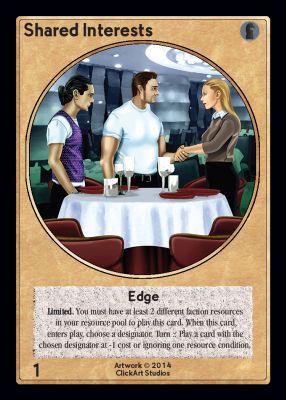 Shared Interests
Edge
Limited. You must have at least 2 different faction resources
in your resource pool to play this card. When this card,
enters play, choose a designator. Turn :: Play a card with the
chosen designator at -1 cost or ignoring one resource condition.
1
Artwork © 2014
ClickArt Studios